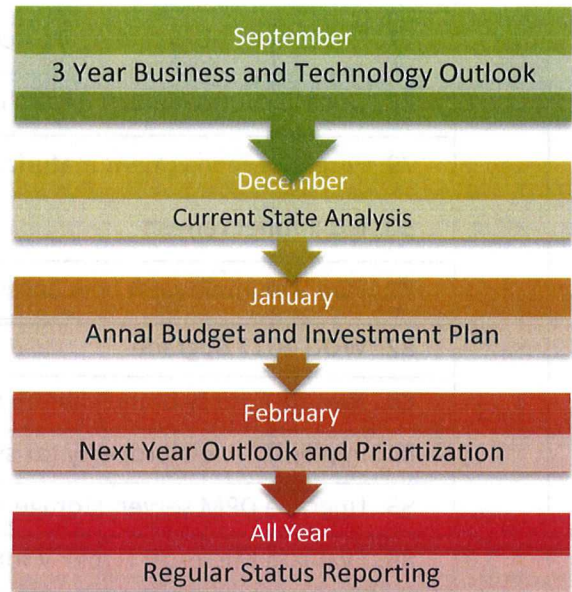 September
3 Year Business and Technology Outlook
December
Current State Analysis
January
Annal Budget and Investment Plan
February
Next Year Outlook and Priortization
All Year
Regular Status Reporting